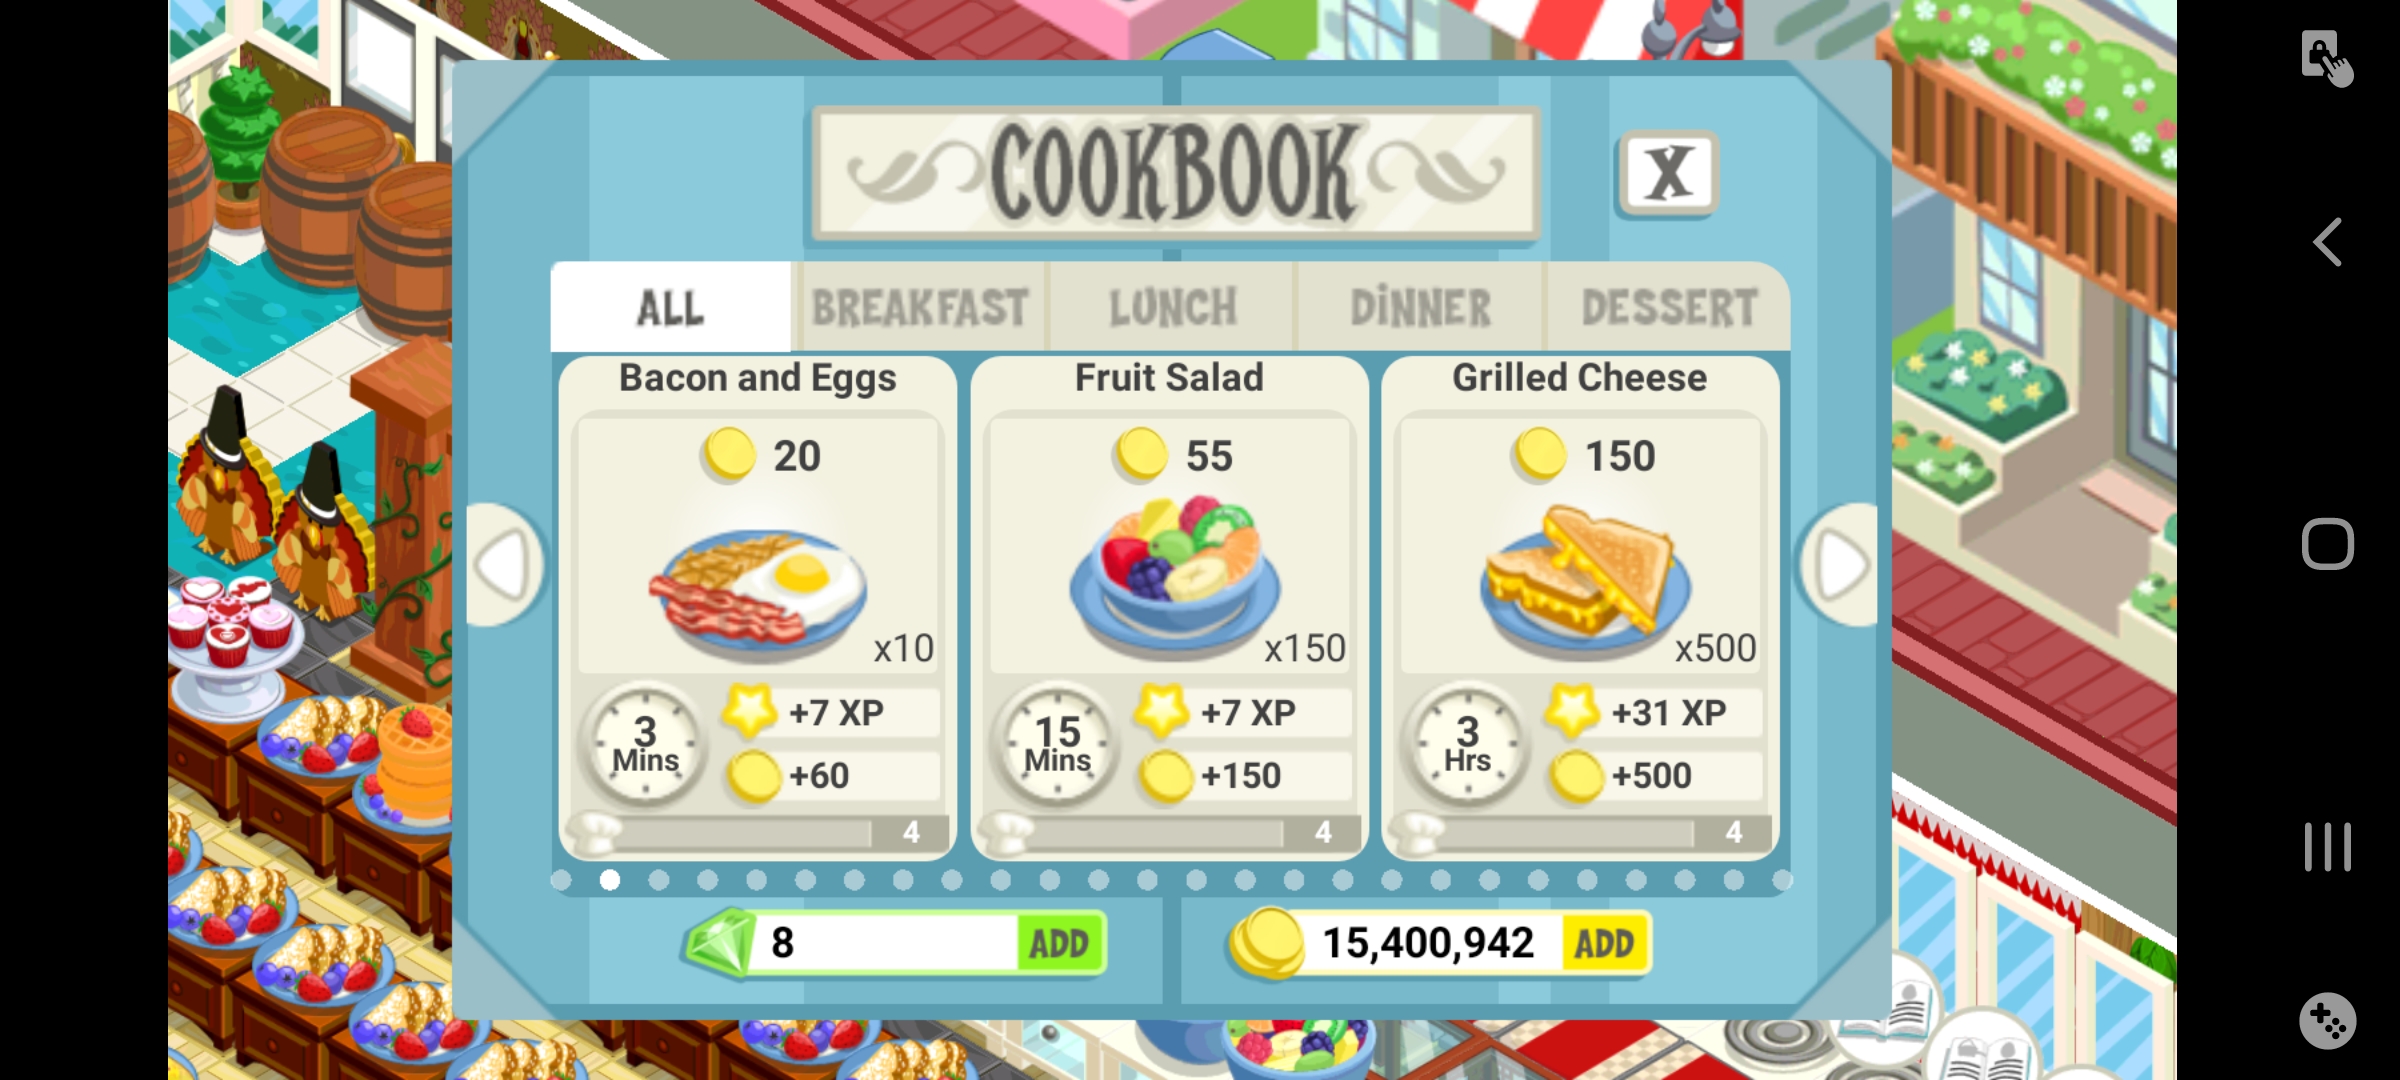 COOKBOOK
X
ALL BREAKFAST LUNCH DINNER DESSERT
Bacon and Eggs
20
x10
3 Mins
+7 XP
+60
4
Fruit Salad
55
x150
15 Mins
+7 XP
+150
4
Grilled Cheese
150
x500
3 Hrs
+31 XP
+500
4
8 ADD
15,400,942 ADD